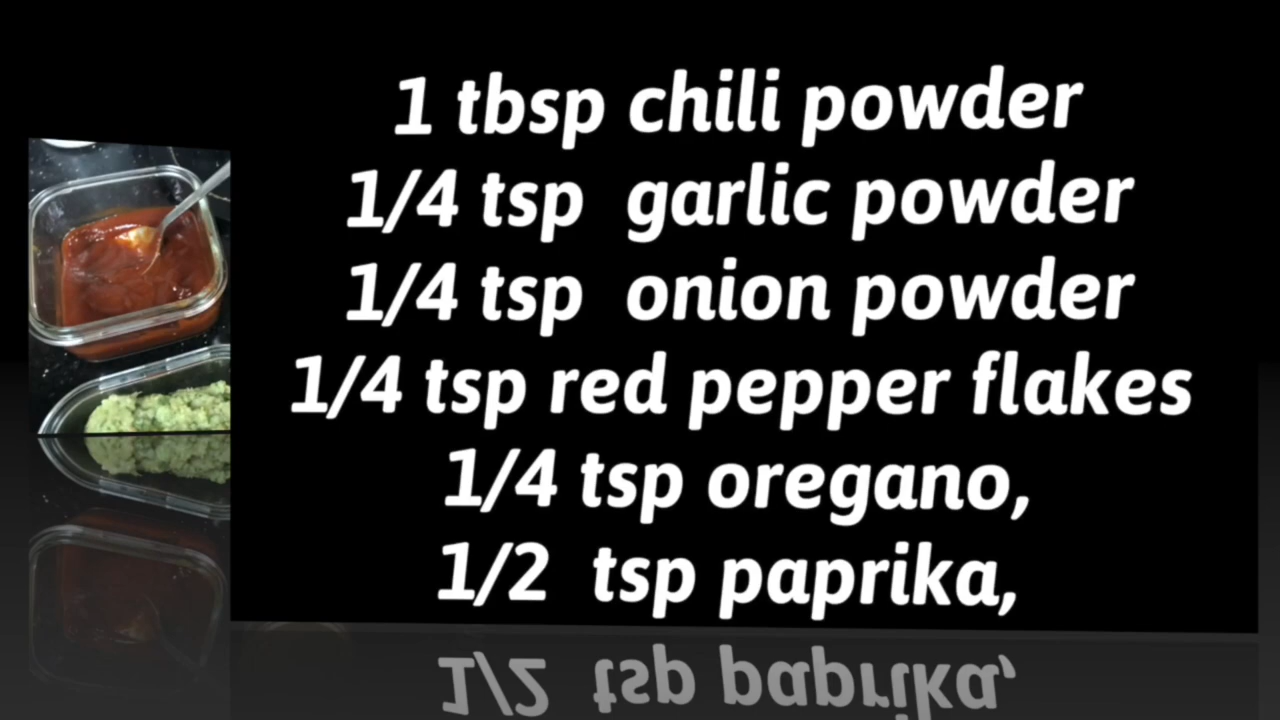 1 tbsp chili powder
1/4 tsp garlic powder
1/4 tsp onion powder
1/4 tsp red pepper flakes
1/4 tsp oregano,
1/2 tsp paprika,